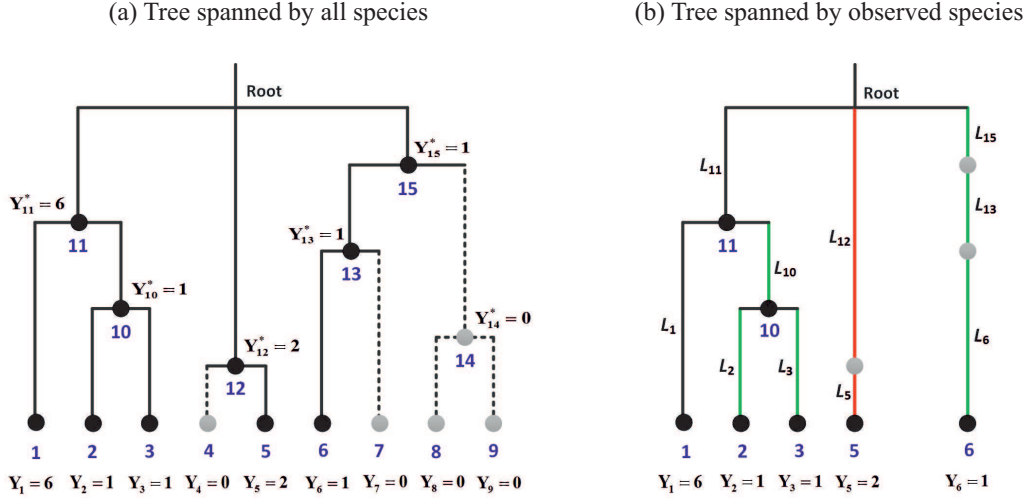 (a) Tree spanned by all species
(b) Tree spanned by observed species
Root
Y*15 = 1
15
Y*11 = 6
11
Y*13 = 1
13
Y*10 = 1
10
Y*14 = 0
14
Y*12 = 2
12
1 2 3 4 5 6 7 8 9
Y1 = 6 Y2 = 1 Y3 = 1 Y4 = 0 Y5 = 2 Y6 = 1 Y7 = 0 Y8 = 0 Y9 = 0
Root
L15
L11
L13
11
L12
L10
L1
10
L6
L2 L3
L5
1 2 3 5 6
Y1 = 6 Y2 = 1 Y3 = 1 Y5 = 2 Y6 = 1